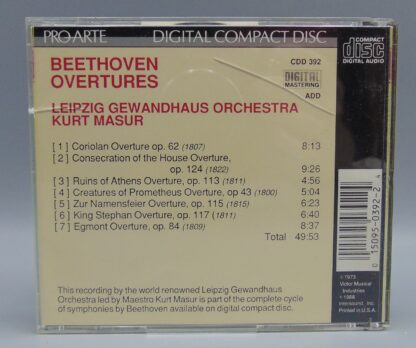 PRO ARTE DIGITAL COMPACT DISC
COMPACT
disc
DIGITAL AUDIO
BEETHOVEN
OVERTURES
CDD 392
DIGITAL
MASTERING
ADD
LEIPZIG GEWANDHAUS ORCHESTRA
KURT MASUR
[ 1 ] Coriolan Overture op. 62 (1807) 8:13
[ 2 ] Consecration of the House Overture,
op. 124 (1822) 9:26
[ 3 ] Ruins of Athens Overture, op. 113 (1811) 4:56
[ 4 ] Creatures of Prometheus Overture, op 43 (1800) 5:04
[ 5 ] Zur Namensfeier Overture, op. 115 (1815) 6:23
[ 6 ] King Stephan Overture, op. 117 (1811) 6:40
[ 7 ] Egmont Overture, op. 84 (1809) 8:37
Total 49:53
This recording by the world renowned Leipzig Gewandhaus
Orchestra led by Maestro Kurt Masur is part of the complete cycle
of symphonies by Beethoven available on digital compact disc.
0 15095-0392-2 4
℗ 1973
Victor Musical
Industries
© 1988
Intersound, Inc.
Printed in U.S.A.